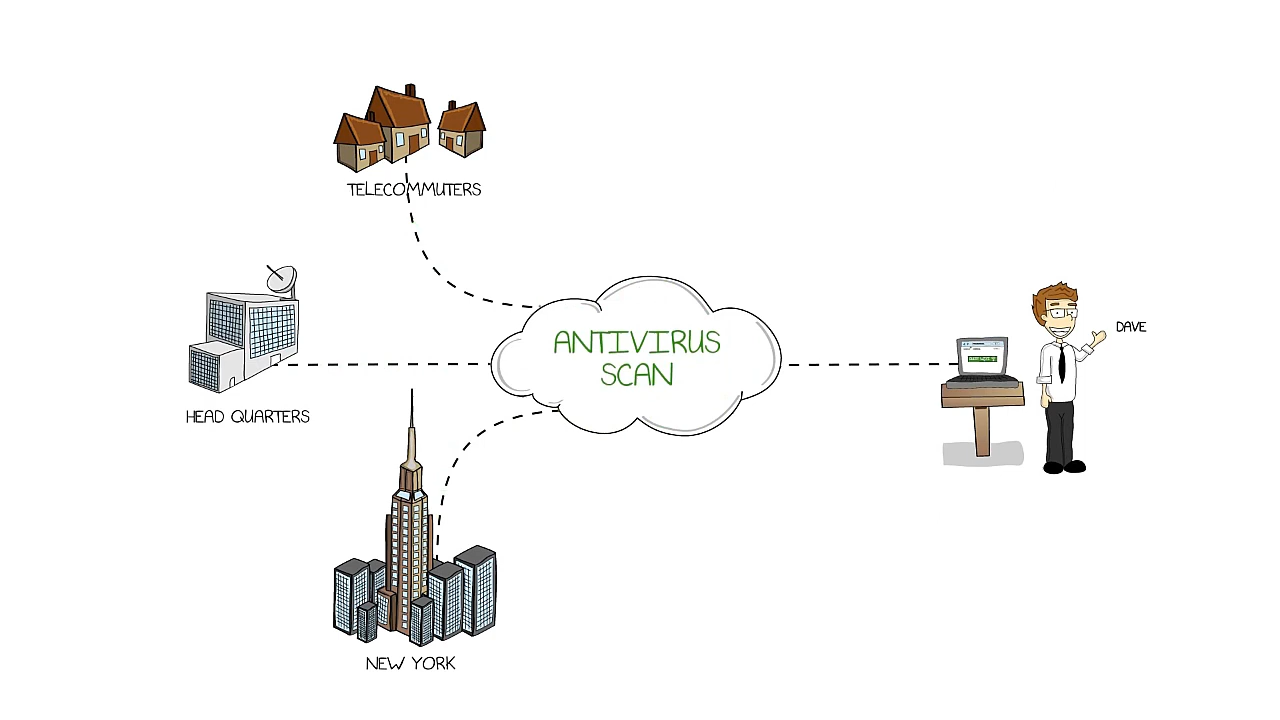 TELECOMMUTERS
DAVE
ANTIVIRUS
SCAN
HEAD QUARTERS
NEW YORK